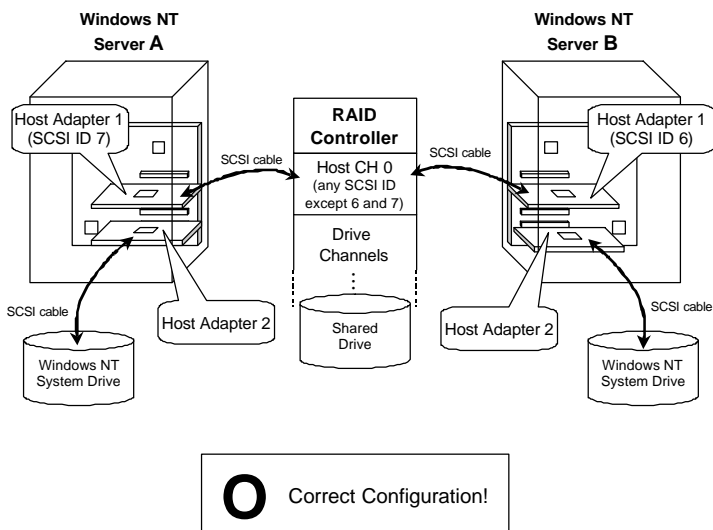 Windows NT
Server A
Windows NT
Server B
Host Adapter 1
(SCSI ID 7)
SCSI cable
RAID
Controller
Host CH 0
(any SCSI ID
except 6 and 7)
Drive
Channels
Shared
Drive
SCSI cable
Host Adapter 1
(SCSI ID 6)
SCSI cable
Host Adapter 2
Windows NT
System Drive
Host Adapter 2
SCSI cable
Windows NT
System Drive
O Correct Configuration!